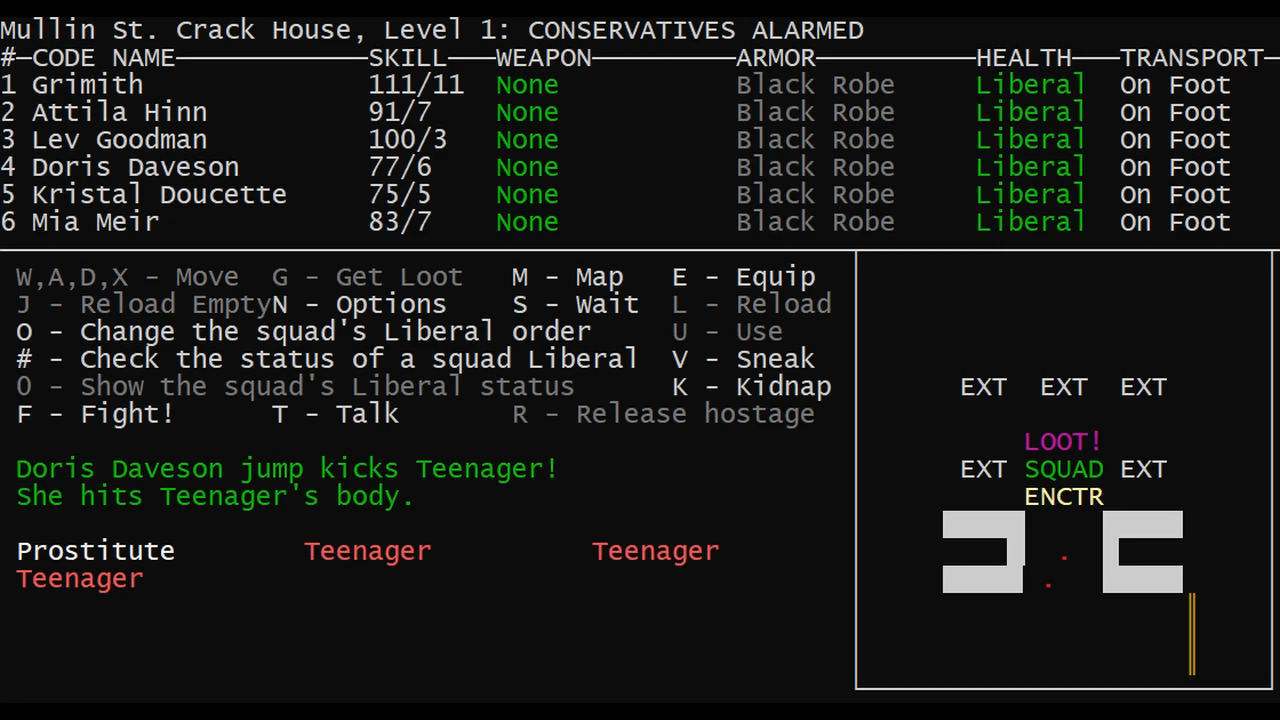 Mullin St. Crack House, Level 1: CONSERVATIVES ALARMED
#—CODE NAME—SKILL—WEAPON—ARMOR—HEALTH—TRANSPORT—
1 Grimith 111/11 None Black Robe Liberal On Foot
2 Attila Hinn 91/7 None Black Robe Liberal On Foot
3 Lev Goodman 100/3 None Black Robe Liberal On Foot
4 Doris Daveson 77/6 None Black Robe Liberal On Foot
5 Kristal Doucette 75/5 None Black Robe Liberal On Foot
6 Mia Meir 83/7 None Black Robe Liberal On Foot
W,A,D,X - Move G - Get Loot M - Map E - Equip
J - Reload EmptyN - Options S - Wait L - Reload
O - Change the squad's Liberal order U - Use
# - Check the status of a squad Liberal V - Sneak
0 - Show the squad's Liberal status K - Kidnap
F - Fight! T - Talk R - Release hostage
Doris Daveson jump kicks Teenager!
She hits Teenager's body.
Prostitute Teenager Teenager
Teenager
EXT EXT EXT
LOOT!
EXT SQUAD EXT
ENCTR